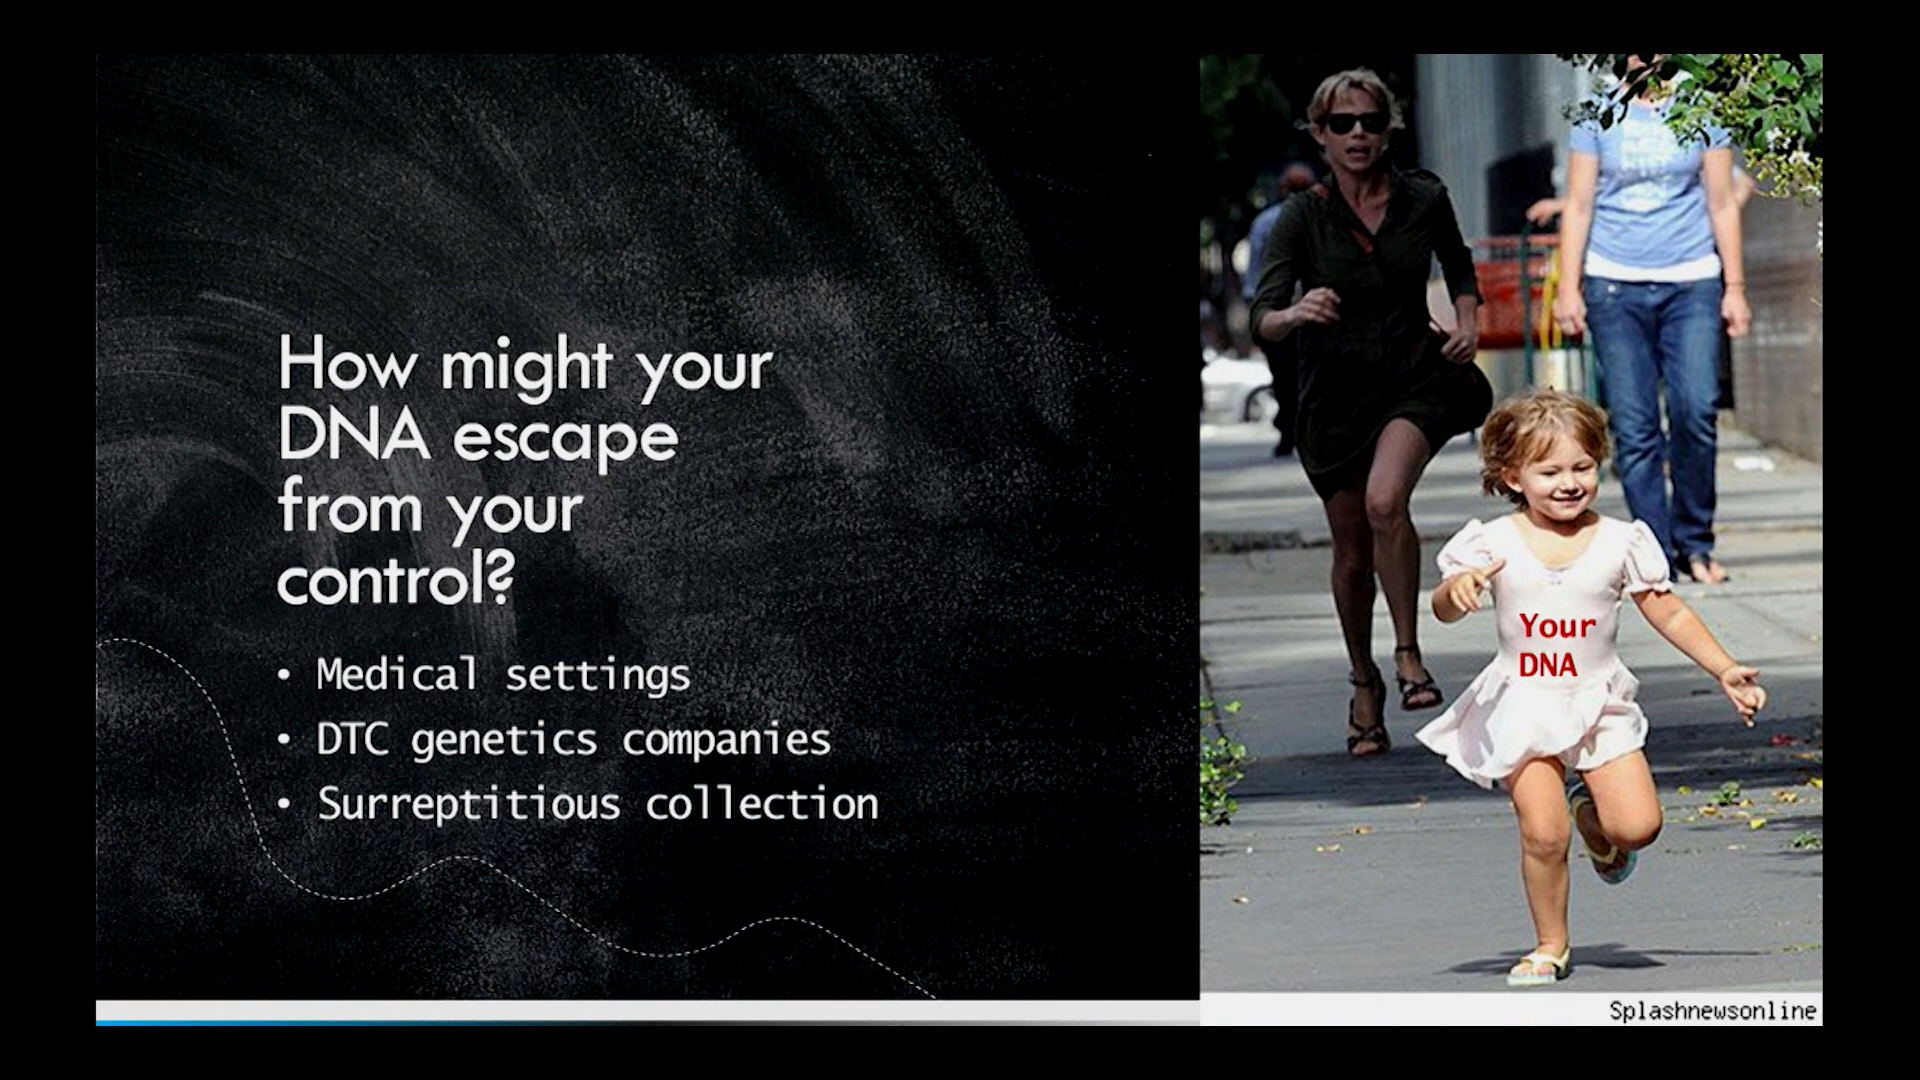 How might your
DNA escape
from your
control?
• Medical settings
• DTC genetics companies
• Surreptitious collection
Your
DNA
Splashnewsonline